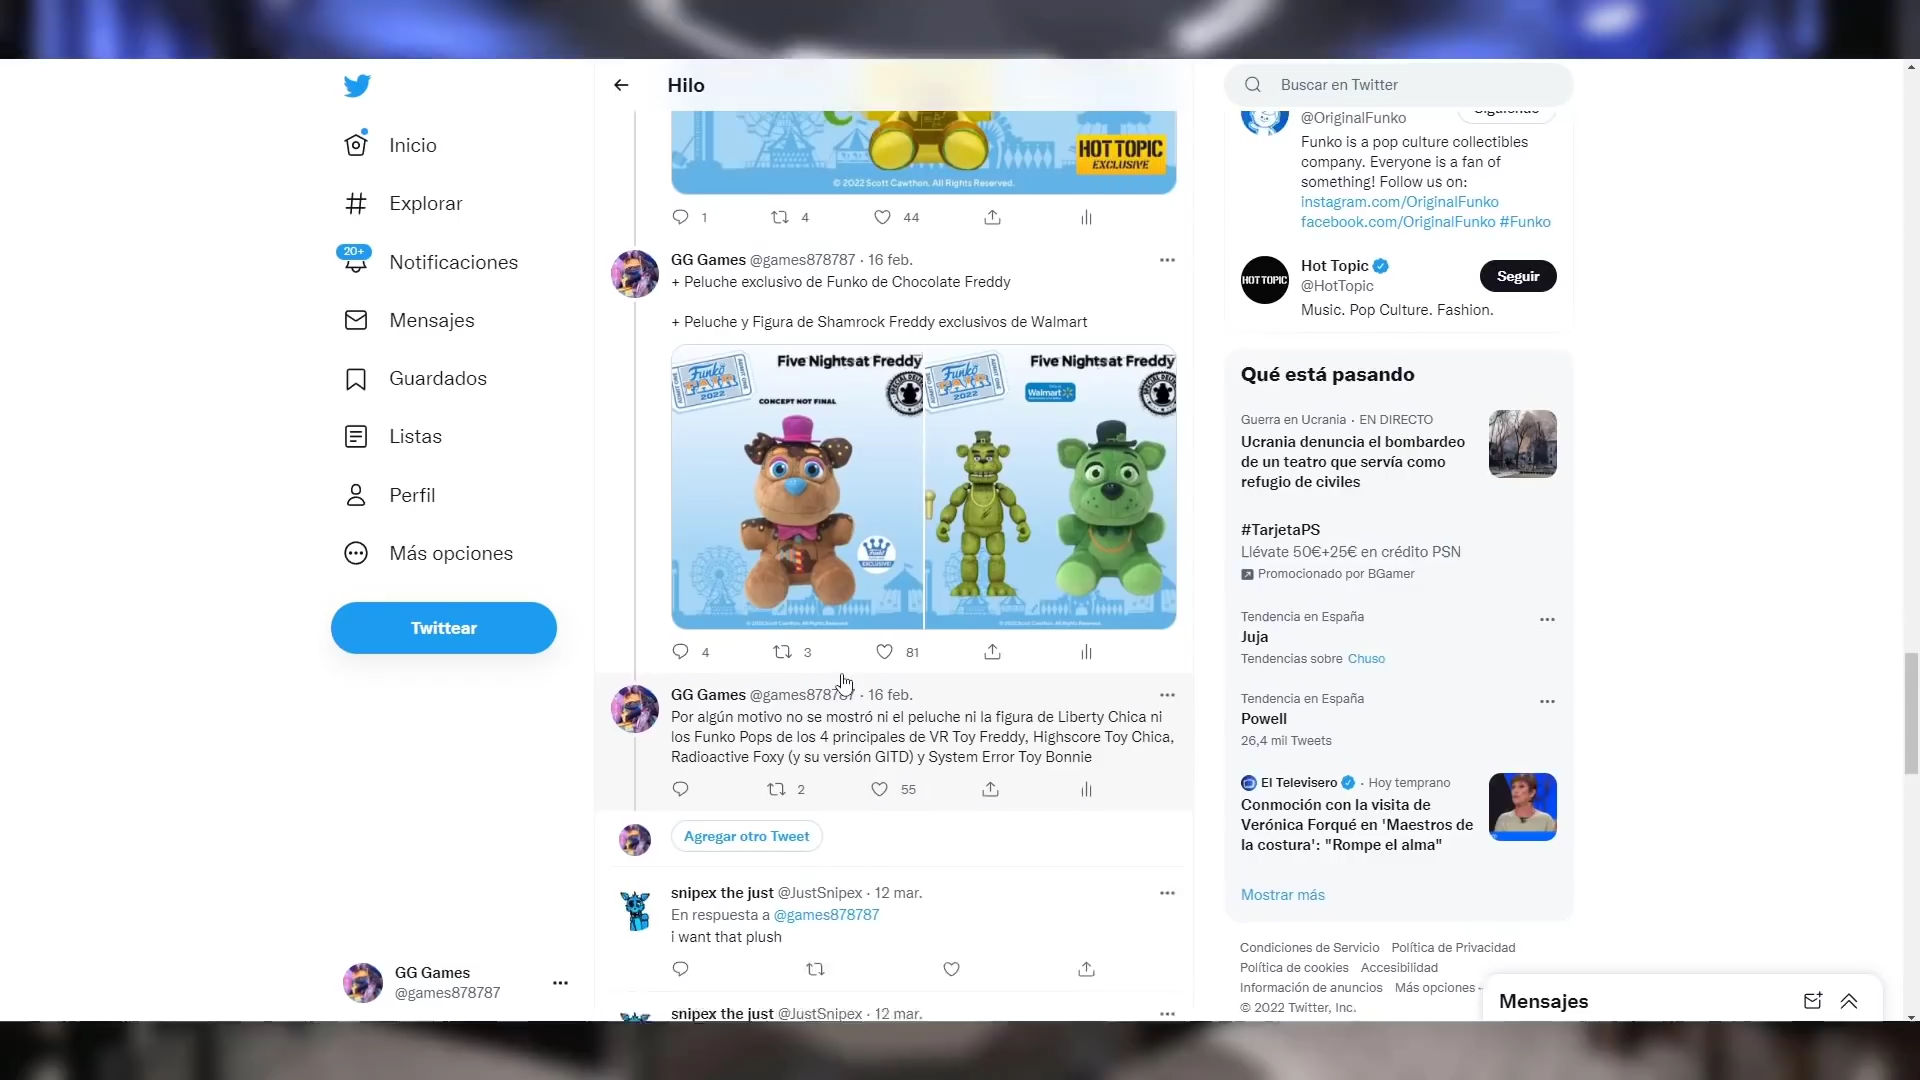 Hilo
Buscar en Twitter
Inicio
Explorar
20+
Notificaciones
Mensajes
Guardados
Listas
Perfil
Más opciones
Twittear
GG Games
@games878787
HOT TOPIC
EXCLUSIVE
© 2022 Scott Cawthon. All Rights Reserved.
1 4 44
GG Games @games878787 · 16 feb.
+ Peluche exclusivo de Funko de Chocolate Freddy
+ Peluche y Figura de Shamrock Freddy exclusivos de Walmart
Funko
FAIR
2022
Five Nights at Freddy
CONCEPT NOT FINAL
Funko
FAIR
2022
Five Nights at Freddy
Walmart
4 3 81
GG Games @games878787 · 16 feb.
Por algún motivo no se mostró ni el peluche ni la figura de Liberty Chica ni
los Funko Pops de los 4 principales de VR Toy Freddy, Highscore Toy Chica,
Radioactive Foxy (y su versión GITD) y System Error Toy Bonnie
2 55
Agregar otro Tweet
snipex the just @JustSnipex · 12 mar.
En respuesta a @games878787
i want that plush
snipex the just @JustSnipex · 12 mar.
Siguiendo
@OriginalFunko
Funko is a pop culture collectibles
company. Everyone is a fan of
something! Follow us on:
instagram.com/OriginalFunko
facebook.com/OriginalFunko #Funko
HOT TOPIC
Hot Topic
@HotTopic
Seguir
Music. Pop Culture. Fashion.
Qué está pasando
Guerra en Ucrania · EN DIRECTO
Ucrania denuncia el bombardeo
de un teatro que servía como
refugio de civiles
#TarjetaPS
Llévate 50€+25€ en crédito PSN
Promocionado por BGamer
Tendencia en España
Juja
Tendencias sobre Chuso
Tendencia en España
Powell
26,4 mil Tweets
El Televisero · Hoy temprano
Conmoción con la visita de
Verónica Forqué en 'Maestros de
la costura': "Rompe el alma"
Mostrar más
Condiciones de Servicio Política de Privacidad
Política de cookies Accesibilidad
Información de anuncios Más opciones
© 2022 Twitter, Inc.
Mensajes